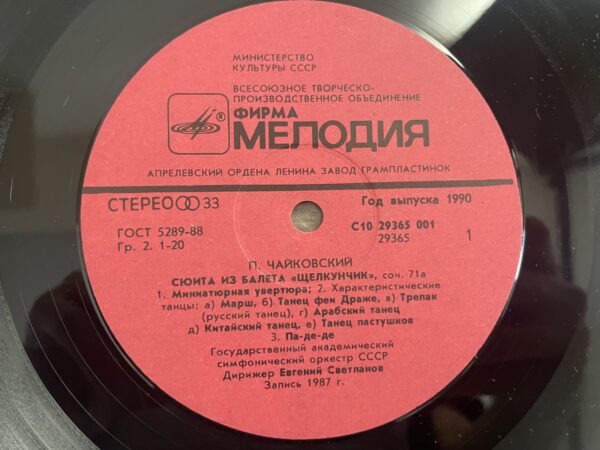 МИНИСТЕРСТВО
КУЛЬТУРЫ СССР
ВСЕСОЮЗНОЕ ТВОРЧЕСКО-
ПРОИЗВОДСТВЕННОЕ ОБЪЕДИНЕНИЕ
®
ФИРМА
МЕЛОДИЯ
АПРЕЛЕВСКИЙ ОРДЕНА ЛЕНИНА ЗАВОД ГРАМПЛАСТИНОК
СТЕРЕО 33
Год выпуска 1990
ГОСТ 5289-88
С10 29365 001
Гр. 2. 1-20
29365 1
П. ЧАЙКОВСКИЙ
СЮИТА ИЗ БАЛЕТА «ЩЕЛКУНЧИК», соч. 71а
1. Миниатюрная увертюра; 2. Характеристические
танцы: а) Марш, б) Танец феи Драже, в) Трепак
(русский танец), г) Арабский танец
д) Китайский танец, е) Танец пастушков
3. Па-де-де
Государственный академический
симфонический оркестр СССР
Дирижер Евгений Светланов
Запись 1987 г.